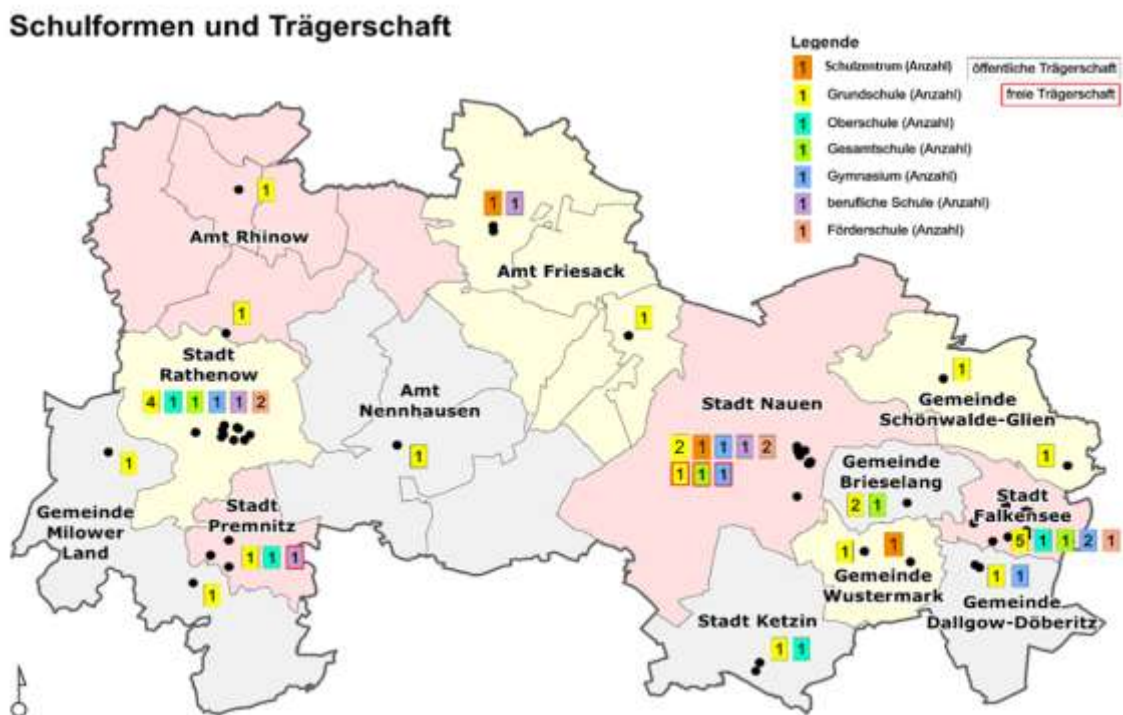 Schulformen und Trägerschaft
Legende
1 Schulzentrum (Anzahl) öffentliche Trägerschaft
1 Grundschule (Anzahl) freie Trägerschaft
1 Oberschule (Anzahl)
1 Gesamtschule (Anzahl)
1 Gymnasium (Anzahl)
1 berufliche Schule (Anzahl)
1 Förderschule (Anzahl)
1
Amt Rhinow
1
1 1
Amt Friesack
1
Stadt
Rathenow
4 1 1 1 1 2
Amt
Nennhausen
1
1
Gemeinde
Milower
Land
1
Stadt
Premnitz
1 1 1
Stadt Nauen
2 1 1 1 2
1 1 1
1
Gemeinde
Schönwalde-Glien
1
Gemeinde
Brieselang
2 1
Stadt
Falkensee
5 1 1 2 1
1 1
Gemeinde
Wustermark
1 1
Gemeinde
Dallgow-Döberitz
Stadt Ketzin
1 1